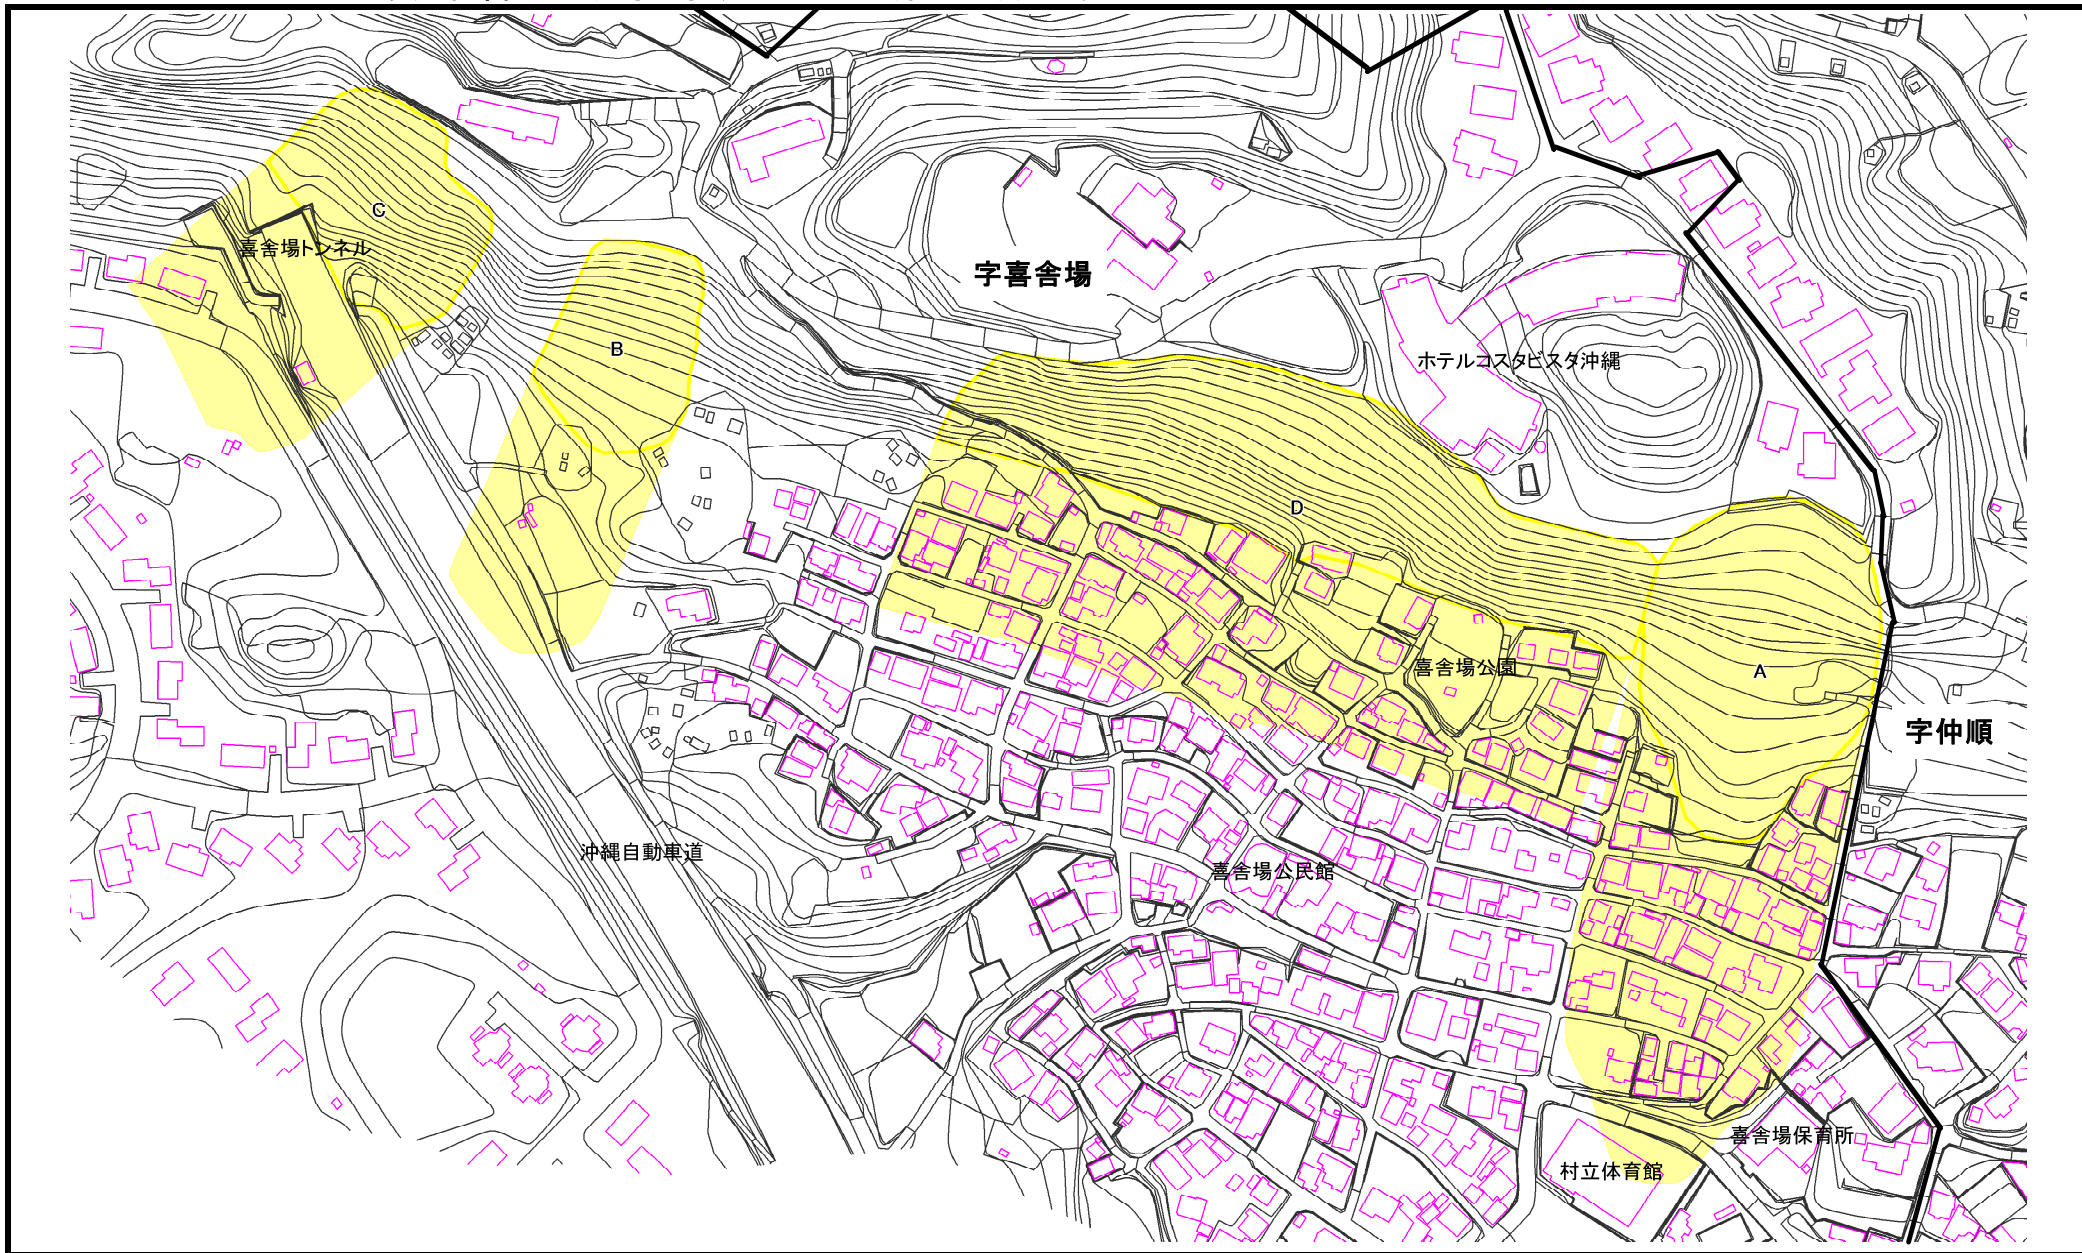 C
喜舎場トンネル
字喜舎場
B
ホテルコスタビスタ沖縄
D
喜舎場公園
A
字仲順
沖縄自動車道
喜舎場公民館
喜舎場保育所
村立体育館